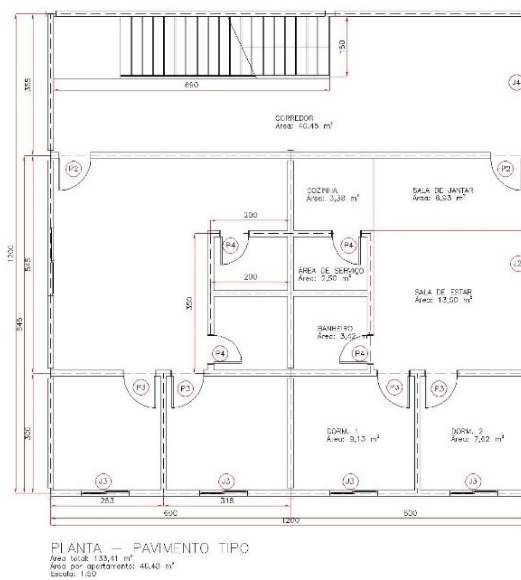 150
690
355
J4
CORREDOR
Área: 40,45 m²
P2
P2
COZINHA
Área: 3,38 m²
SALA DE JANTAR
Área: 6,93 m²
200
P4
P4
1200
545
545
200
ÁREA DE SERVIÇO
Área: 2,50 m²
J2
350
SALA DE ESTAR
Área: 13,60 m²
BANHEIRO
Área: 3,42 m²
P4
P4
P3
P3
P3
P3
300
DORM. 1
Área: 9,13 m²
DORM. 2
Área: 7,62 m²
J3
J3
J3
J3
283
318
600
600
1200
PLANTA – PAVIMENTO TIPO
Área total: 133,41 m²
Área por apartamento: 46,48 m²
Escala: 1:50